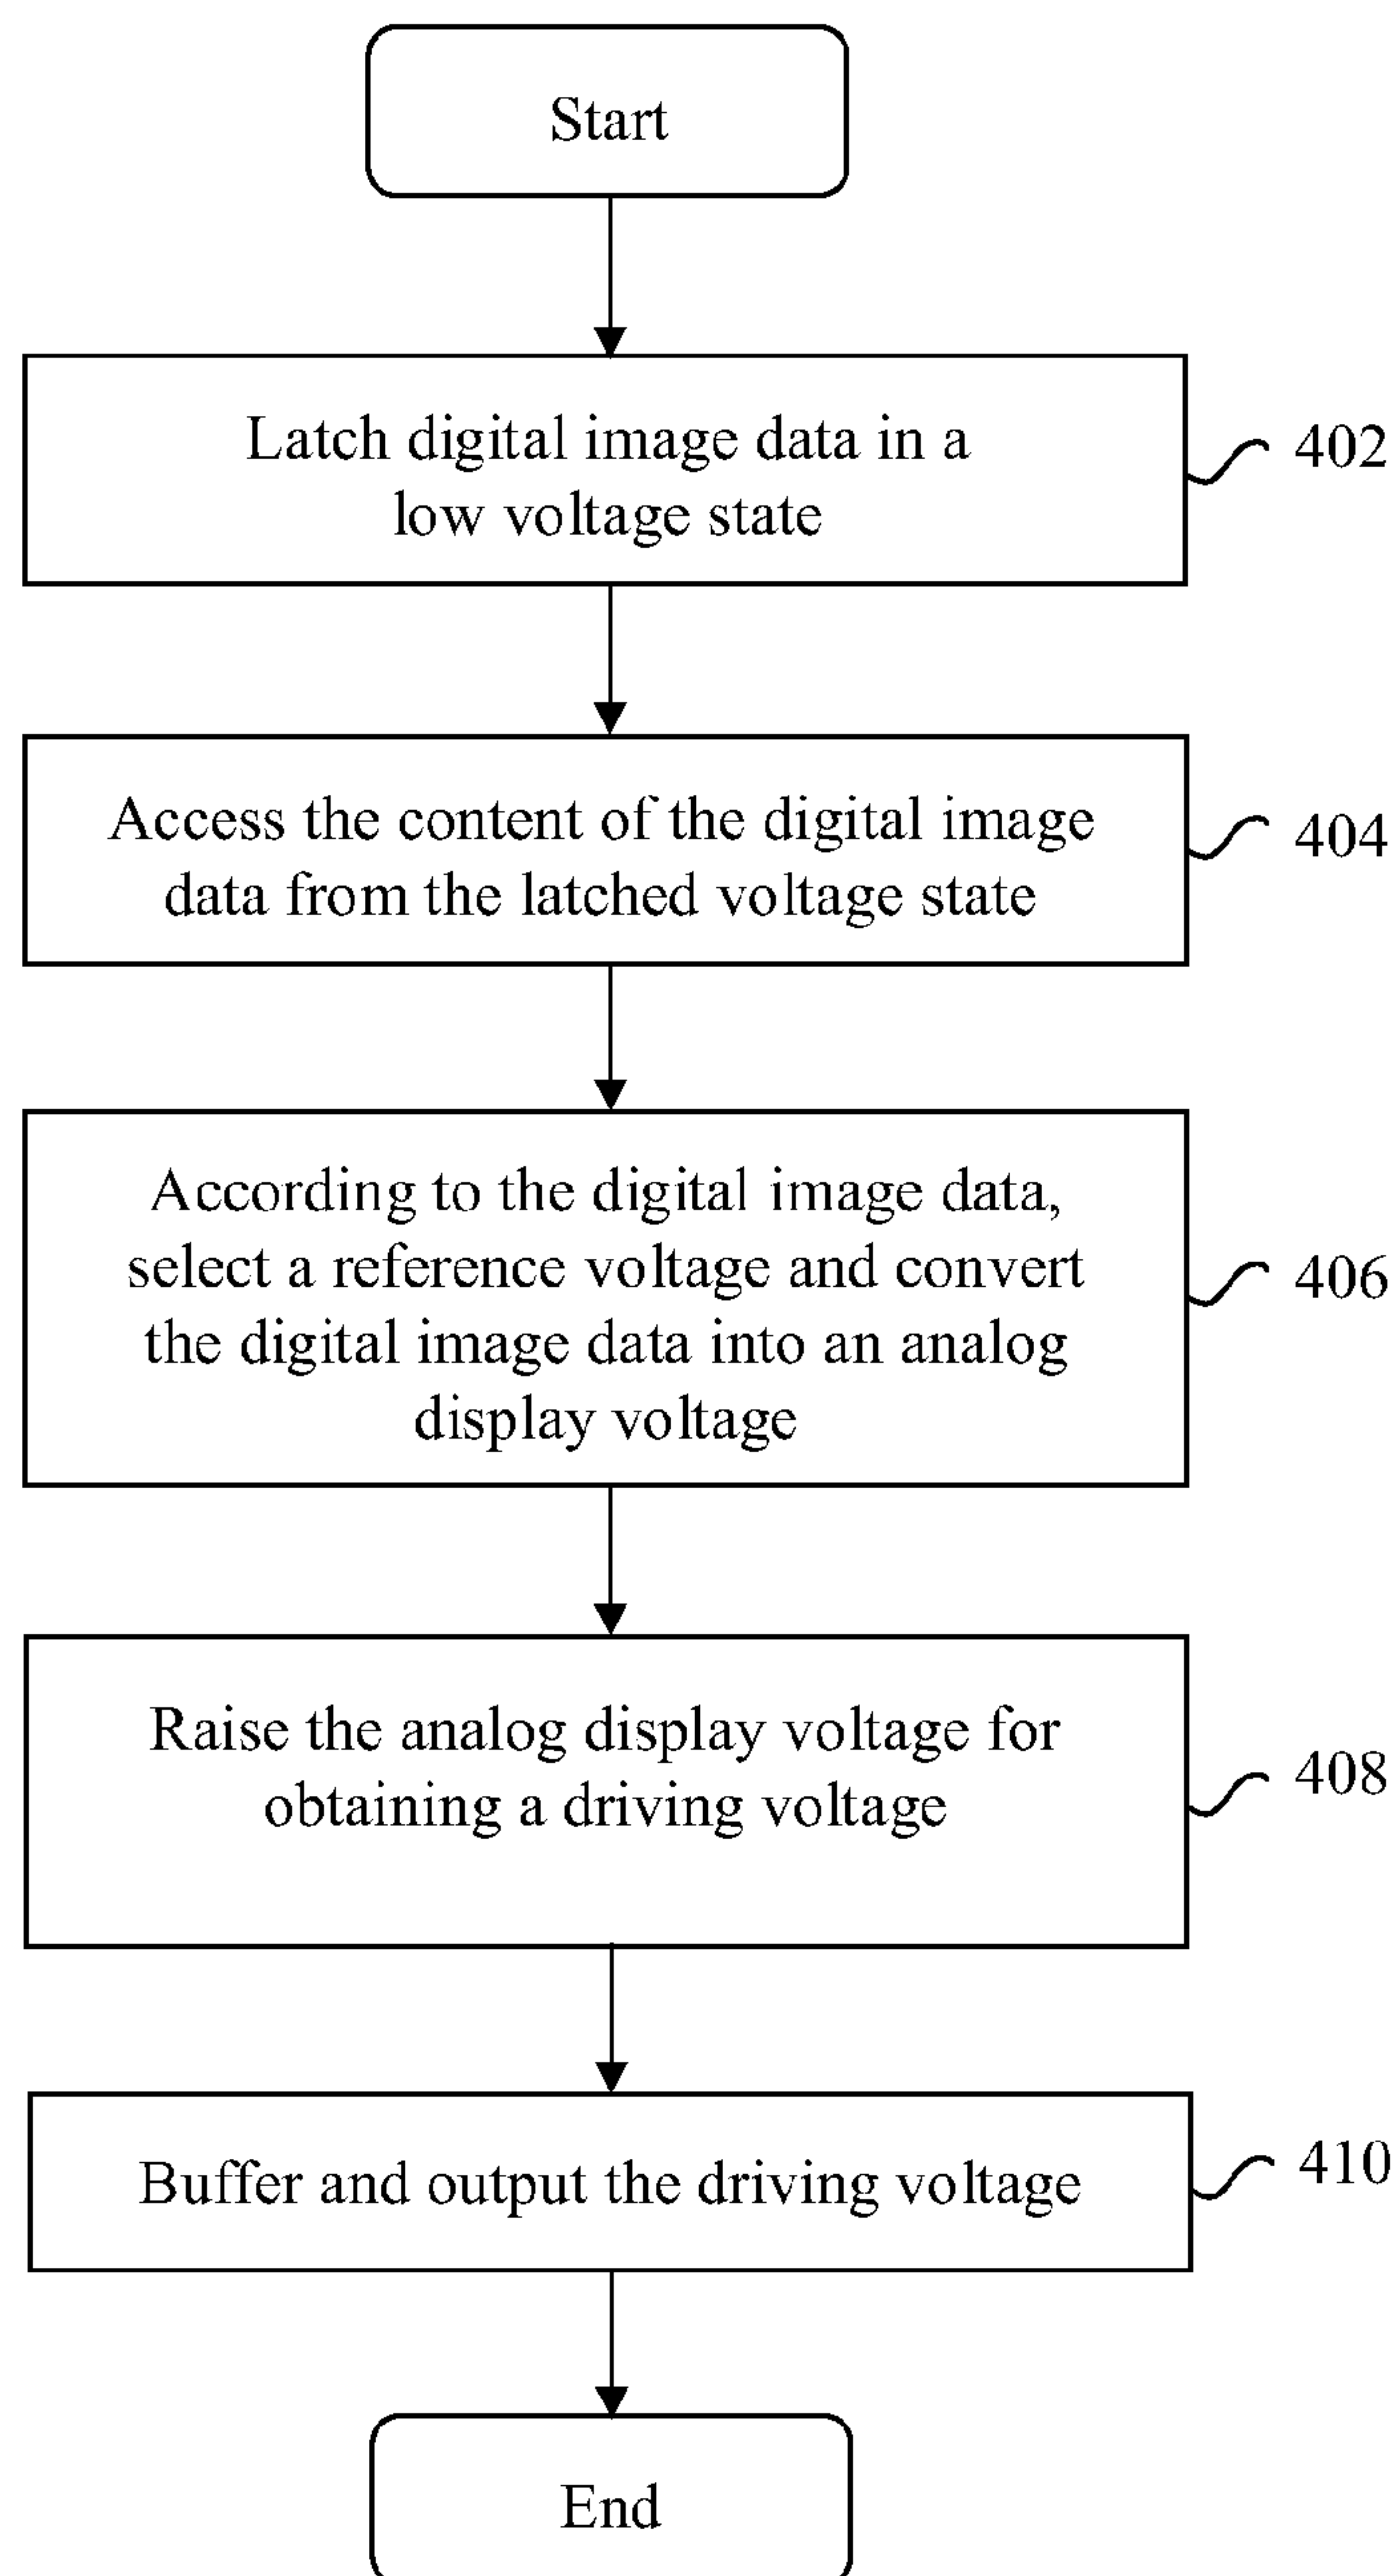 Start
Latch digital image data in a
low voltage state
402
Access the content of the digital image
data from the latched voltage state
404
According to the digital image data,
select a reference voltage and convert
the digital image data into an analog
display voltage
406
Raise the analog display voltage for
obtaining a driving voltage
408
Buffer and output the driving voltage
410
End